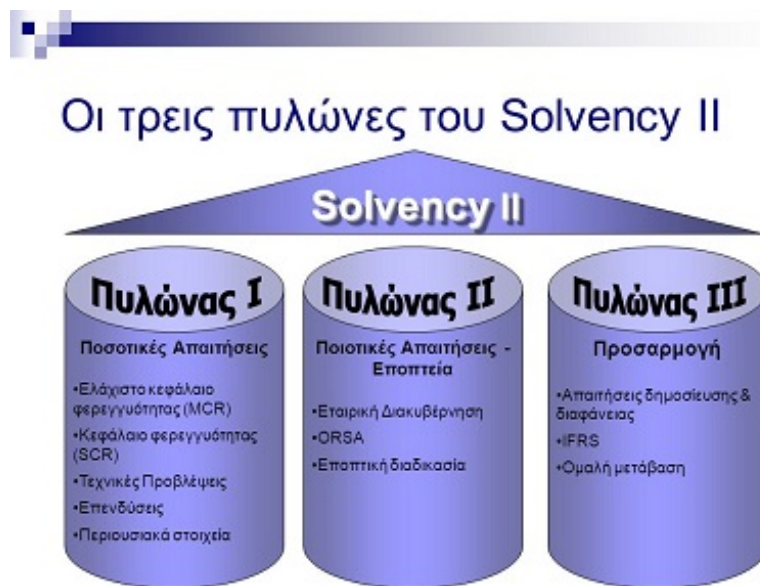 Οι τρεις πυλώνες του Solvency II
Solvency II
Πυλώνας I
Ποσοτικές Απαιτήσεις
•Ελάχιστο κεφάλαιο
φερεγγυότητας (MCR)
•Κεφάλαιο φερεγγυότητας
(SCR)
•Τεχνικές Προβλέψεις
•Επενδύσεις
•Περιουσιακά στοιχεία
Πυλώνας II
Ποιοτικές Απαιτήσεις -
Εποπτεία
•Εταιρική Διακυβέρνηση
•ORSA
•Εποπτική διαδικασία
Πυλώνας III
Προσαρμογή
•Απαιτήσεις δημοσίευσης &
διαφάνειας
•IFRS
•Ομαλή μετάβαση